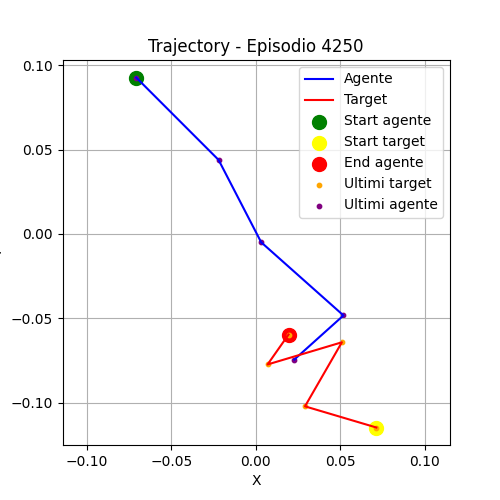 Trajectory - Episodio 4250
Agente
Target
Start agente
Start target
End agente
Ultimi target
Ultimi agente
0.10
0.05
0.00
−0.05
−0.10
−0.10
−0.05
0.00
0.05
0.10
X